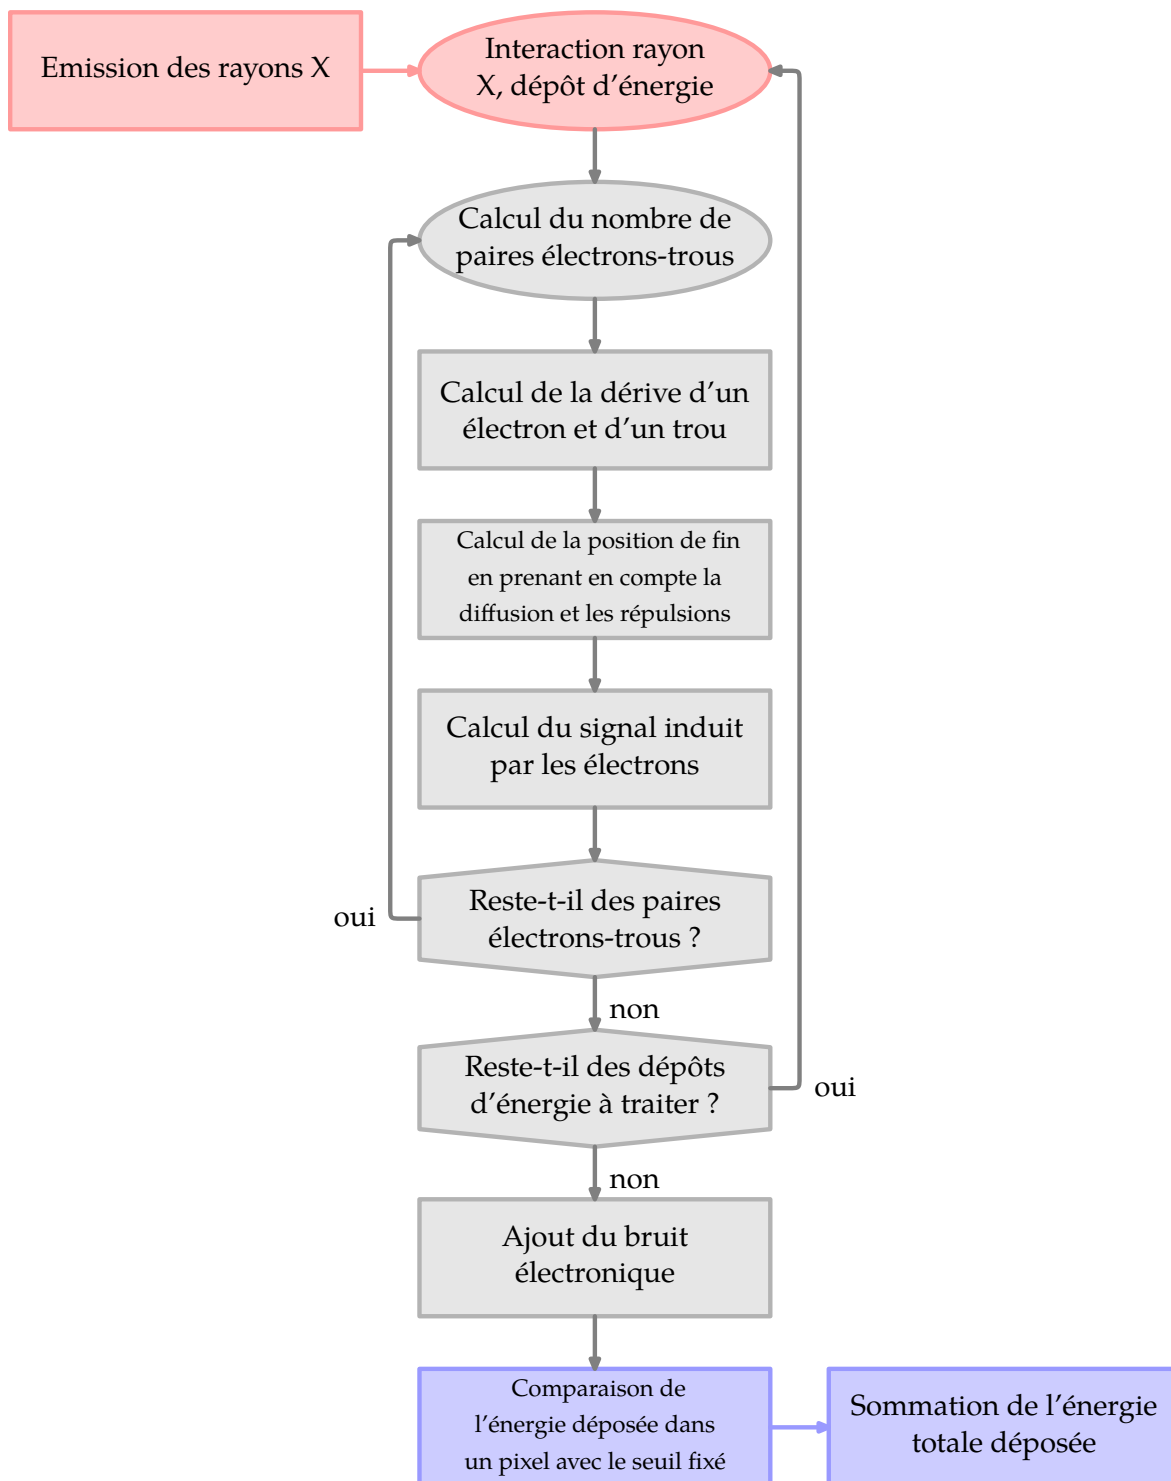 Emission des rayons X
Interaction rayon
X, dépôt d’énergie
Calcul du nombre de
paires électrons-trous
Calcul de la dérive d’un
électron et d’un trou
Calcul de la position de fin
en prenant en compte la
diffusion et les répulsions
Calcul du signal induit
par les électrons
Reste-t-il des paires
électrons-trous ?
oui
non
Reste-t-il des dépôts
d’énergie à traiter ?
oui
non
Ajout du bruit
électronique
Comparaison de
l’énergie déposée dans
un pixel avec le seuil fixé
Sommation de l’énergie
totale déposée